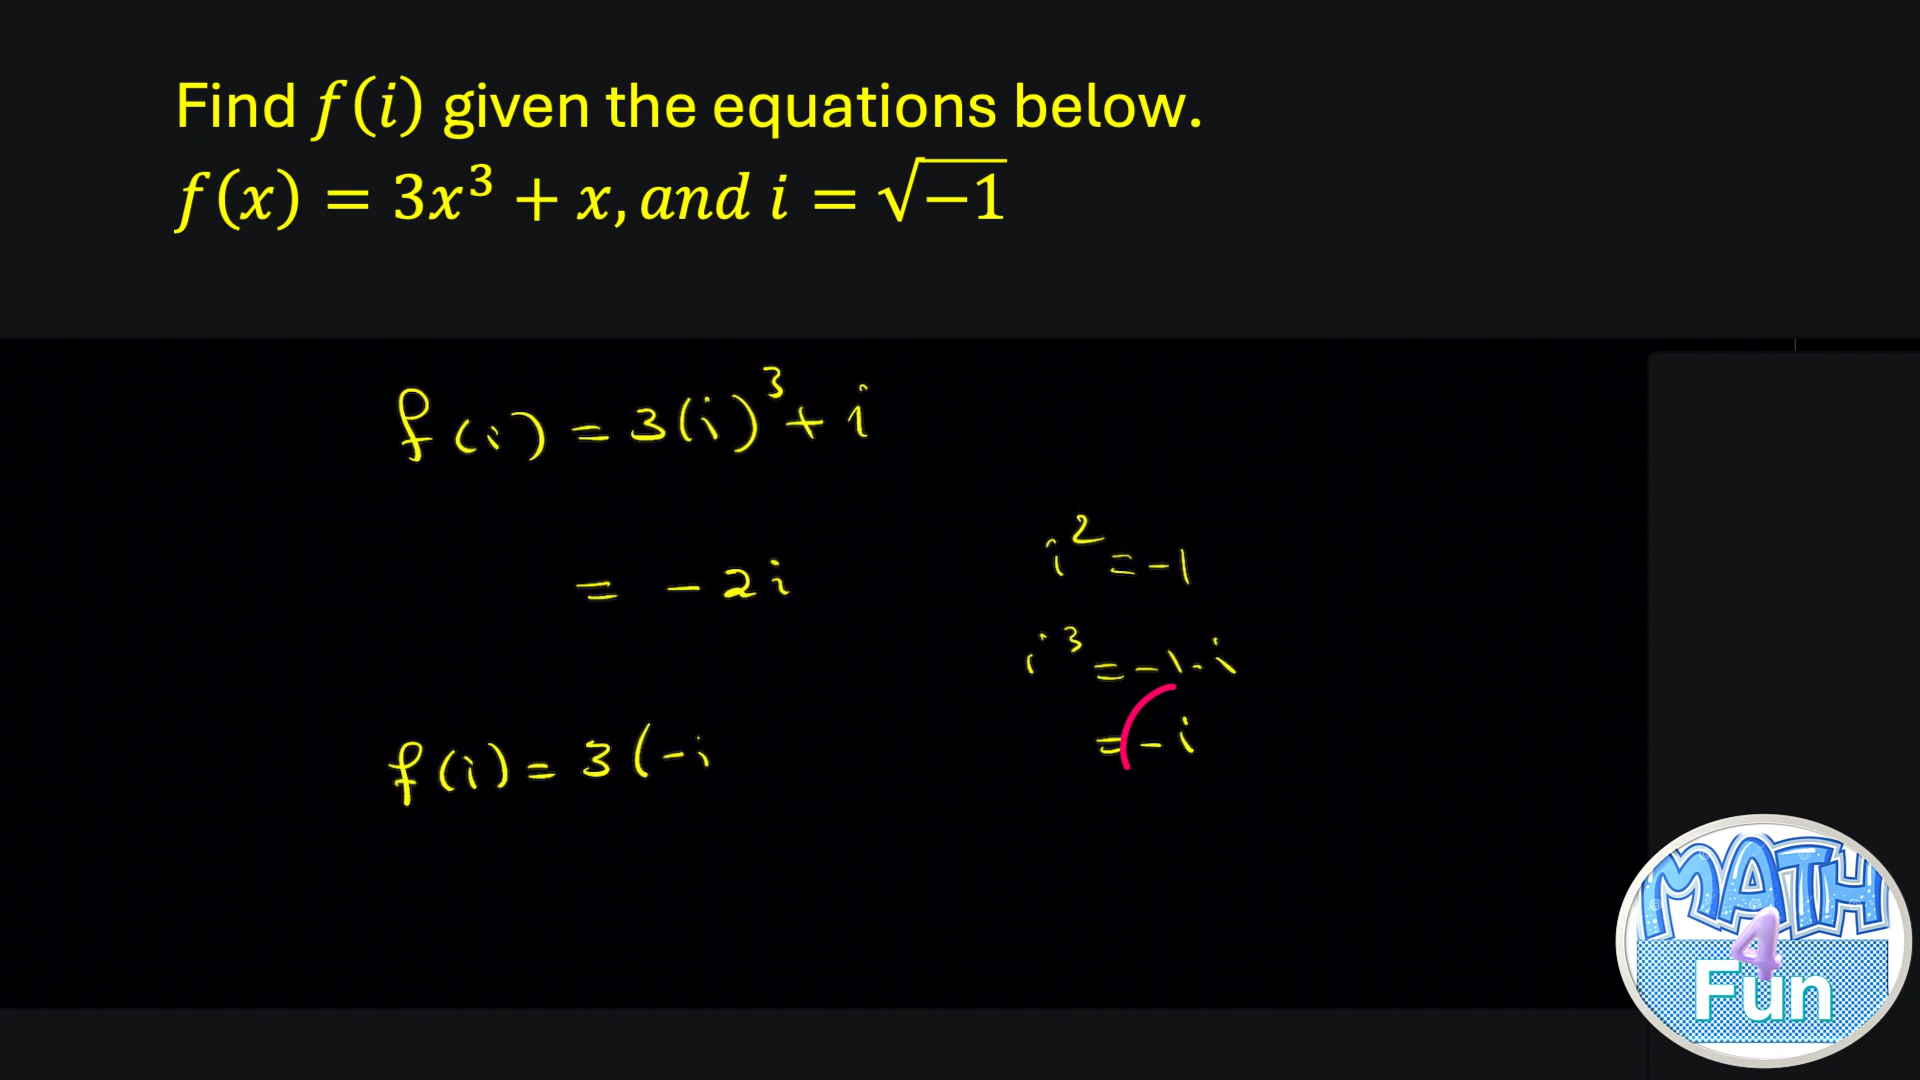 Find f(i) given the equations below.
f(x) = 3x³ + x, and i = √−1
f(i) = 3(i)³ + i
= -2i
i² = -1
i³ = -1·i
= -i
f(i) = 3(-i
MATH
4
Fun